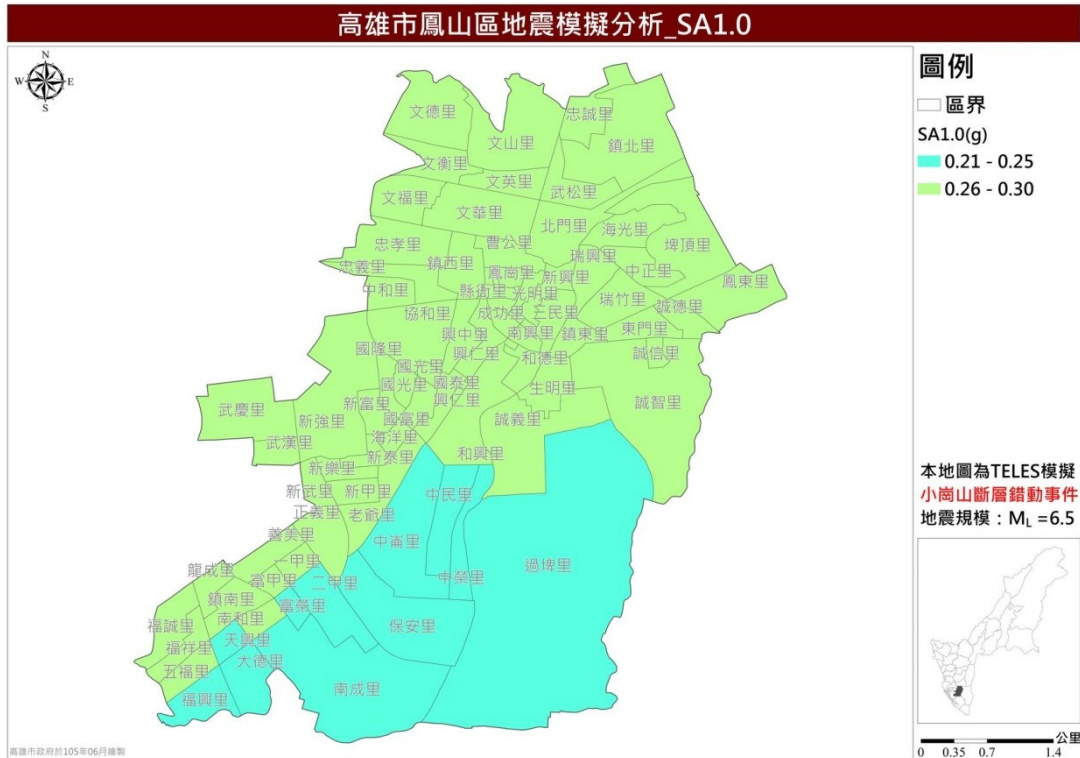 高雄市鳳山區地震模擬分析_SA1.0
N
W
E
S
圖例
區界
SA1.0(g)
0.21 - 0.25
0.26 - 0.30
文德里
忠誠里
文山里
鎮北里
文衡里
文英里
武松里
文福里
文華里
北門里
海光里
忠孝里
曹公里
埤頂里
瑞興里
忠義里
鎮西里
鳳崗里
新興里
中正里
鳳東里
中和里
縣衙里
光明里
瑞竹里
誠德里
協和里
成功里
三民里
興中里
南興里
鎮東里
東門里
國隆里
興仁里
和德里
誠信里
國光里
國光里
國泰里
生明里
新富里
興仁里
誠智里
武慶里
新強里
國富里
誠義里
武漢里
海洋里
新泰里
和興里
新樂里
新武里
新甲里
中民里
正義里
老爺里
善美里
中崙里
一甲里
過埤里
龍成里
富甲里
二甲里
中榮里
鎮南里
富榮里
福誠里
南和里
保安里
福祥里
天興里
五福里
大德里
福興里
南成里
本地圖為TELES模擬
小崗山斷層錯動事件
地震規模：ML =6.5
公里
0 0.35 0.7 1.4
高雄市政府於105年06月繪製